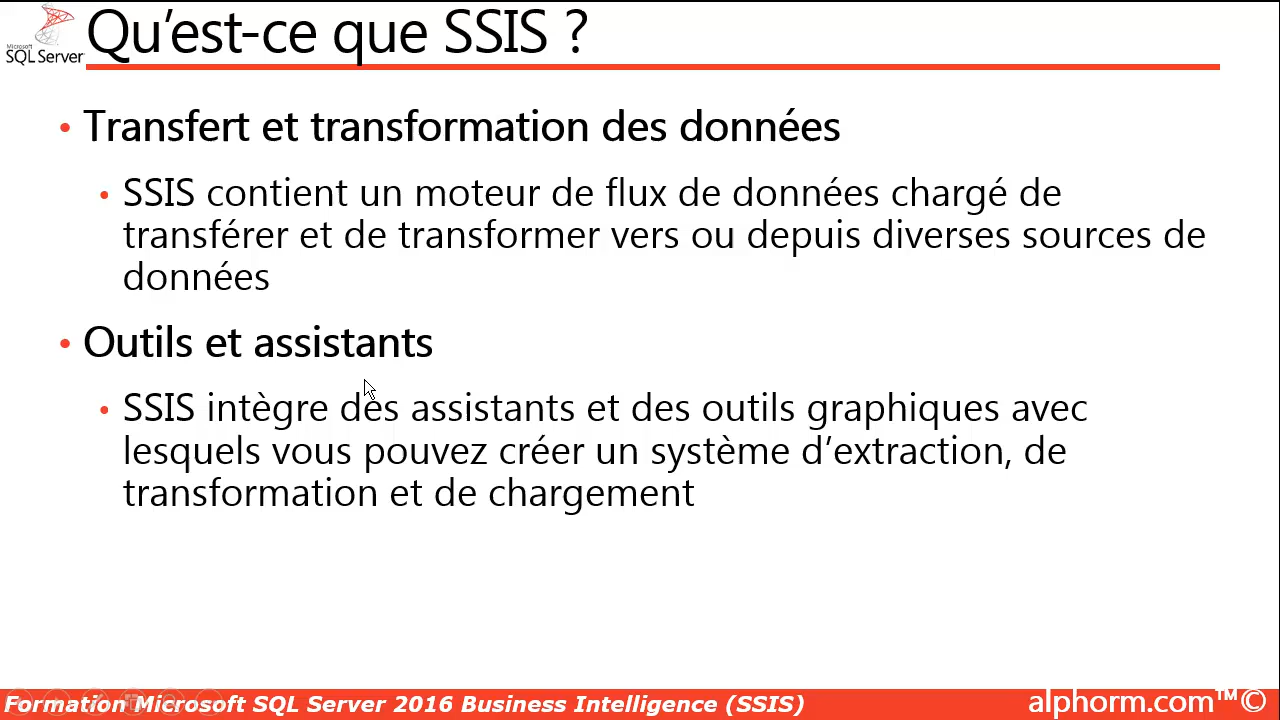 Microsoft
SQL Server
Qu’est-ce que SSIS ?
• Transfert et transformation des données
• SSIS contient un moteur de flux de données chargé de
transférer et de transformer vers ou depuis diverses sources de
données
• Outils et assistants
• SSIS intègre des assistants et des outils graphiques avec
lesquels vous pouvez créer un système d’extraction, de
transformation et de chargement
Formation Microsoft SQL Server 2016 Business Intelligence (SSIS)
alphorm.com™©